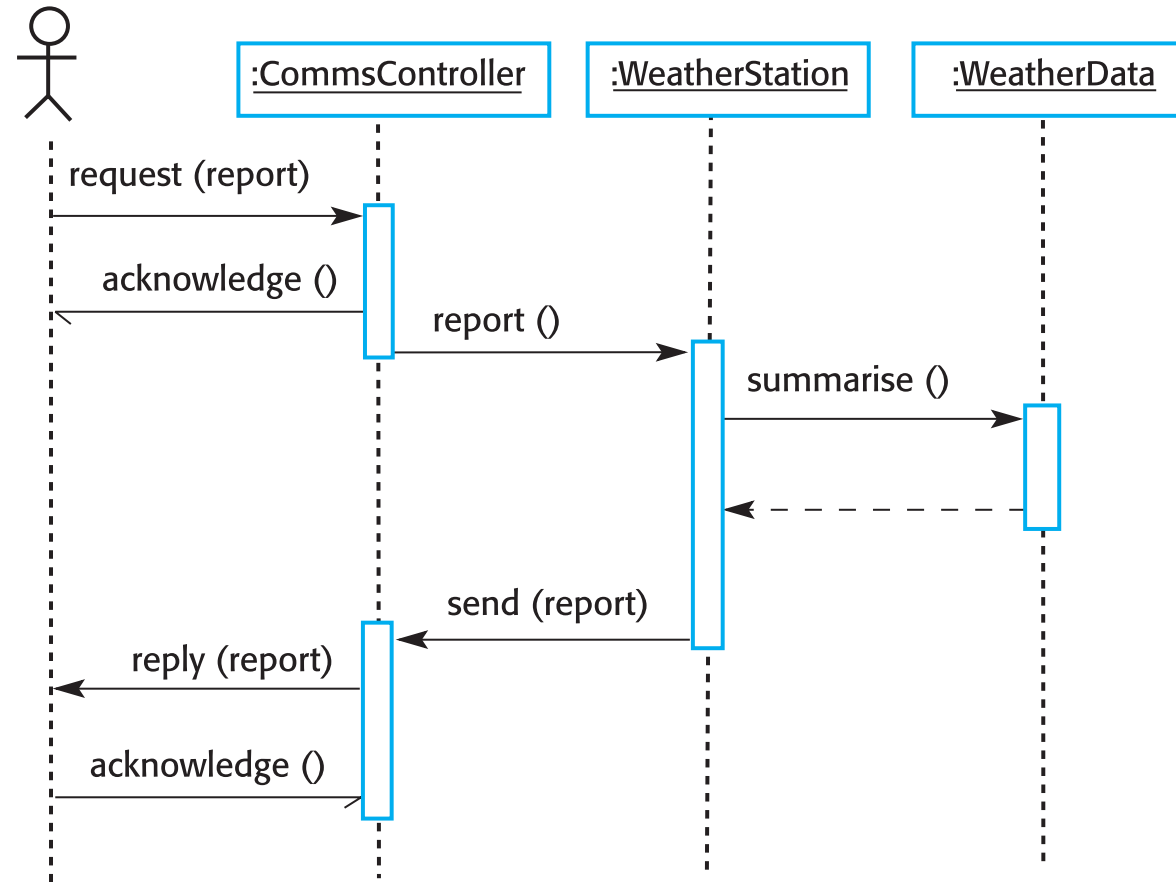 :CommsController
:WeatherStation
:WeatherData
request (report)
acknowledge ()
report ()
summarise ()
send (report)
reply (report)
acknowledge ()